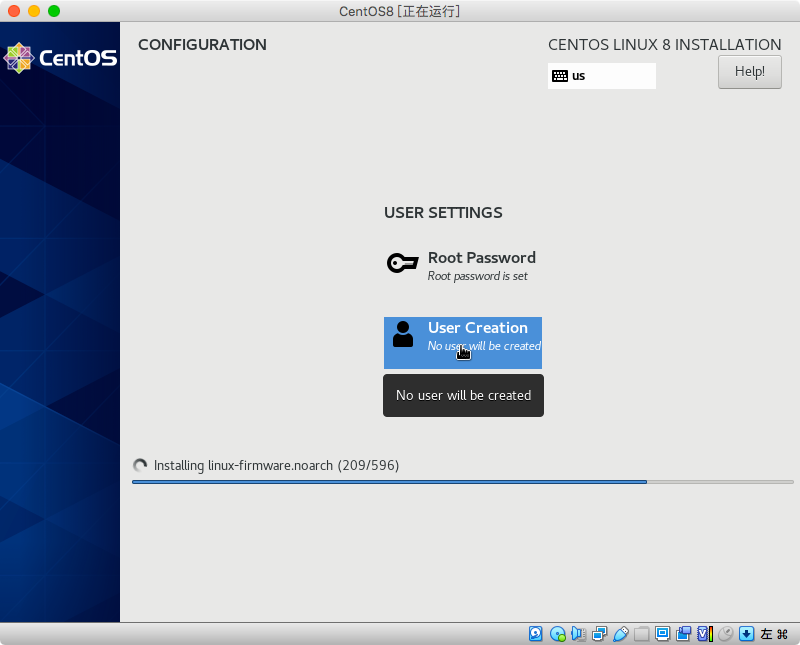 CentOS8 [正在运行]
CentOS
CONFIGURATION
CENTOS LINUX 8 INSTALLATION
us
Help!
USER SETTINGS
Root Password
Root password is set
User Creation
No user will be created
No user will be created
Installing linux-firmware.noarch (209/596)
左 ⌘